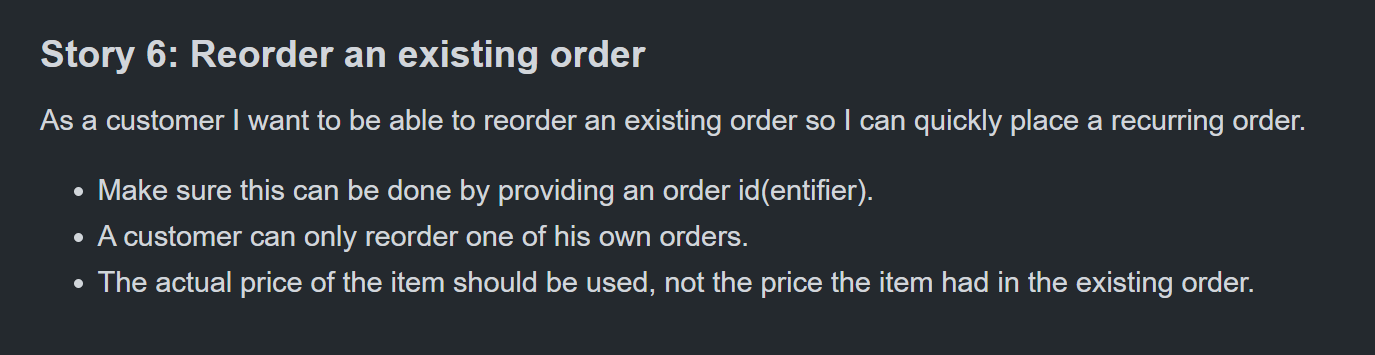 Story 6: Reorder an existing order
As a customer I want to be able to reorder an existing order so I can quickly place a recurring order.
• Make sure this can be done by providing an order id(entifier).
• A customer can only reorder one of his own orders.
• The actual price of the item should be used, not the price the item had in the existing order.